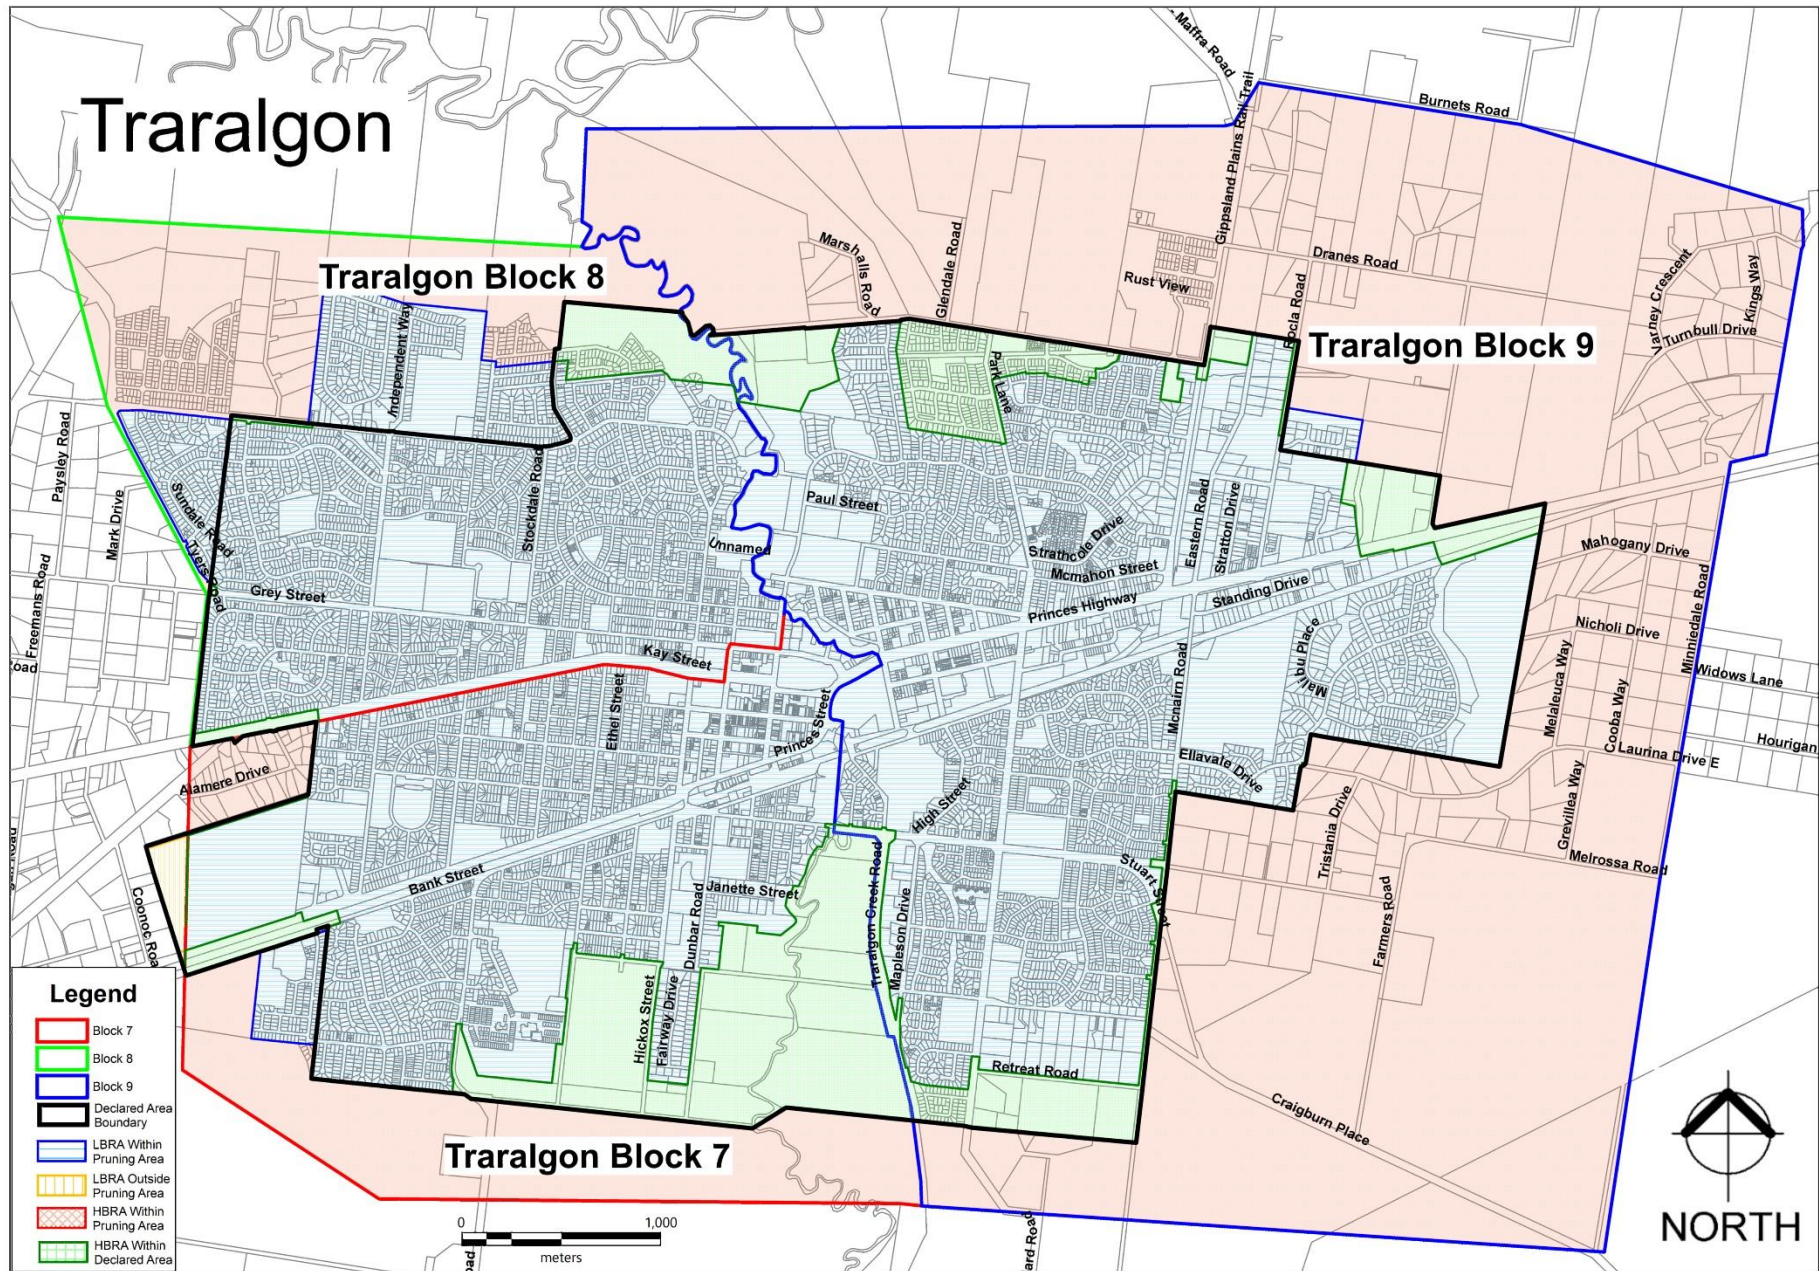 Maffra Road
Burnets Road
Traralgon
Gippsland Plains Rail Trail
Marshalls Road
Glendale Road
Dranes Road
Varney Crescent
Kings Way
Traralgon Block 8
Rust View
Independent Way
Turnbull Drive
Traralgon Block 9
Park Lane
Paysley Road
Mark Drive
Sundale Road
Stockdale Road
Paul Street
Eastern Road
Stratton Drive
Unnamed
Strathcole Drive
Mahogany Drive
Tyers Road
Mcmahon Street
Freemans Road
Grey Street
Standing Drive
Princes Highway
Minniedale Road
Nicholi Drive
Road
Kay Street
Malibu Place
Widows Lane
Mcnairn Road
Melaleuca Way
Ethel Street
Princes Street
Cooba Way
Hourigan
Ellavale Drive
Laurina Drive E
Alamere Drive
High Street
Tristania Drive
Grevillea Way
Melrossa Road
Bank Street
Janette Street
Stuart Street
Coonoc Roa
Dunbar Road
Traralgon Creek Road
Mapleson Drive
Farmers Road
Hickox Street
Fairway Drive
Retreat Road
Craigburn Place
Traralgon Block 7
Legend
Block 7
Block 8
Block 9
Declared Area
Boundary
LBRA Within
Pruning Area
LBRA Outside
Pruning Area
HBRA Within
Pruning Area
HBRA Within
Declared Area
0 1,000
meters
oad
ard Road
NORTH